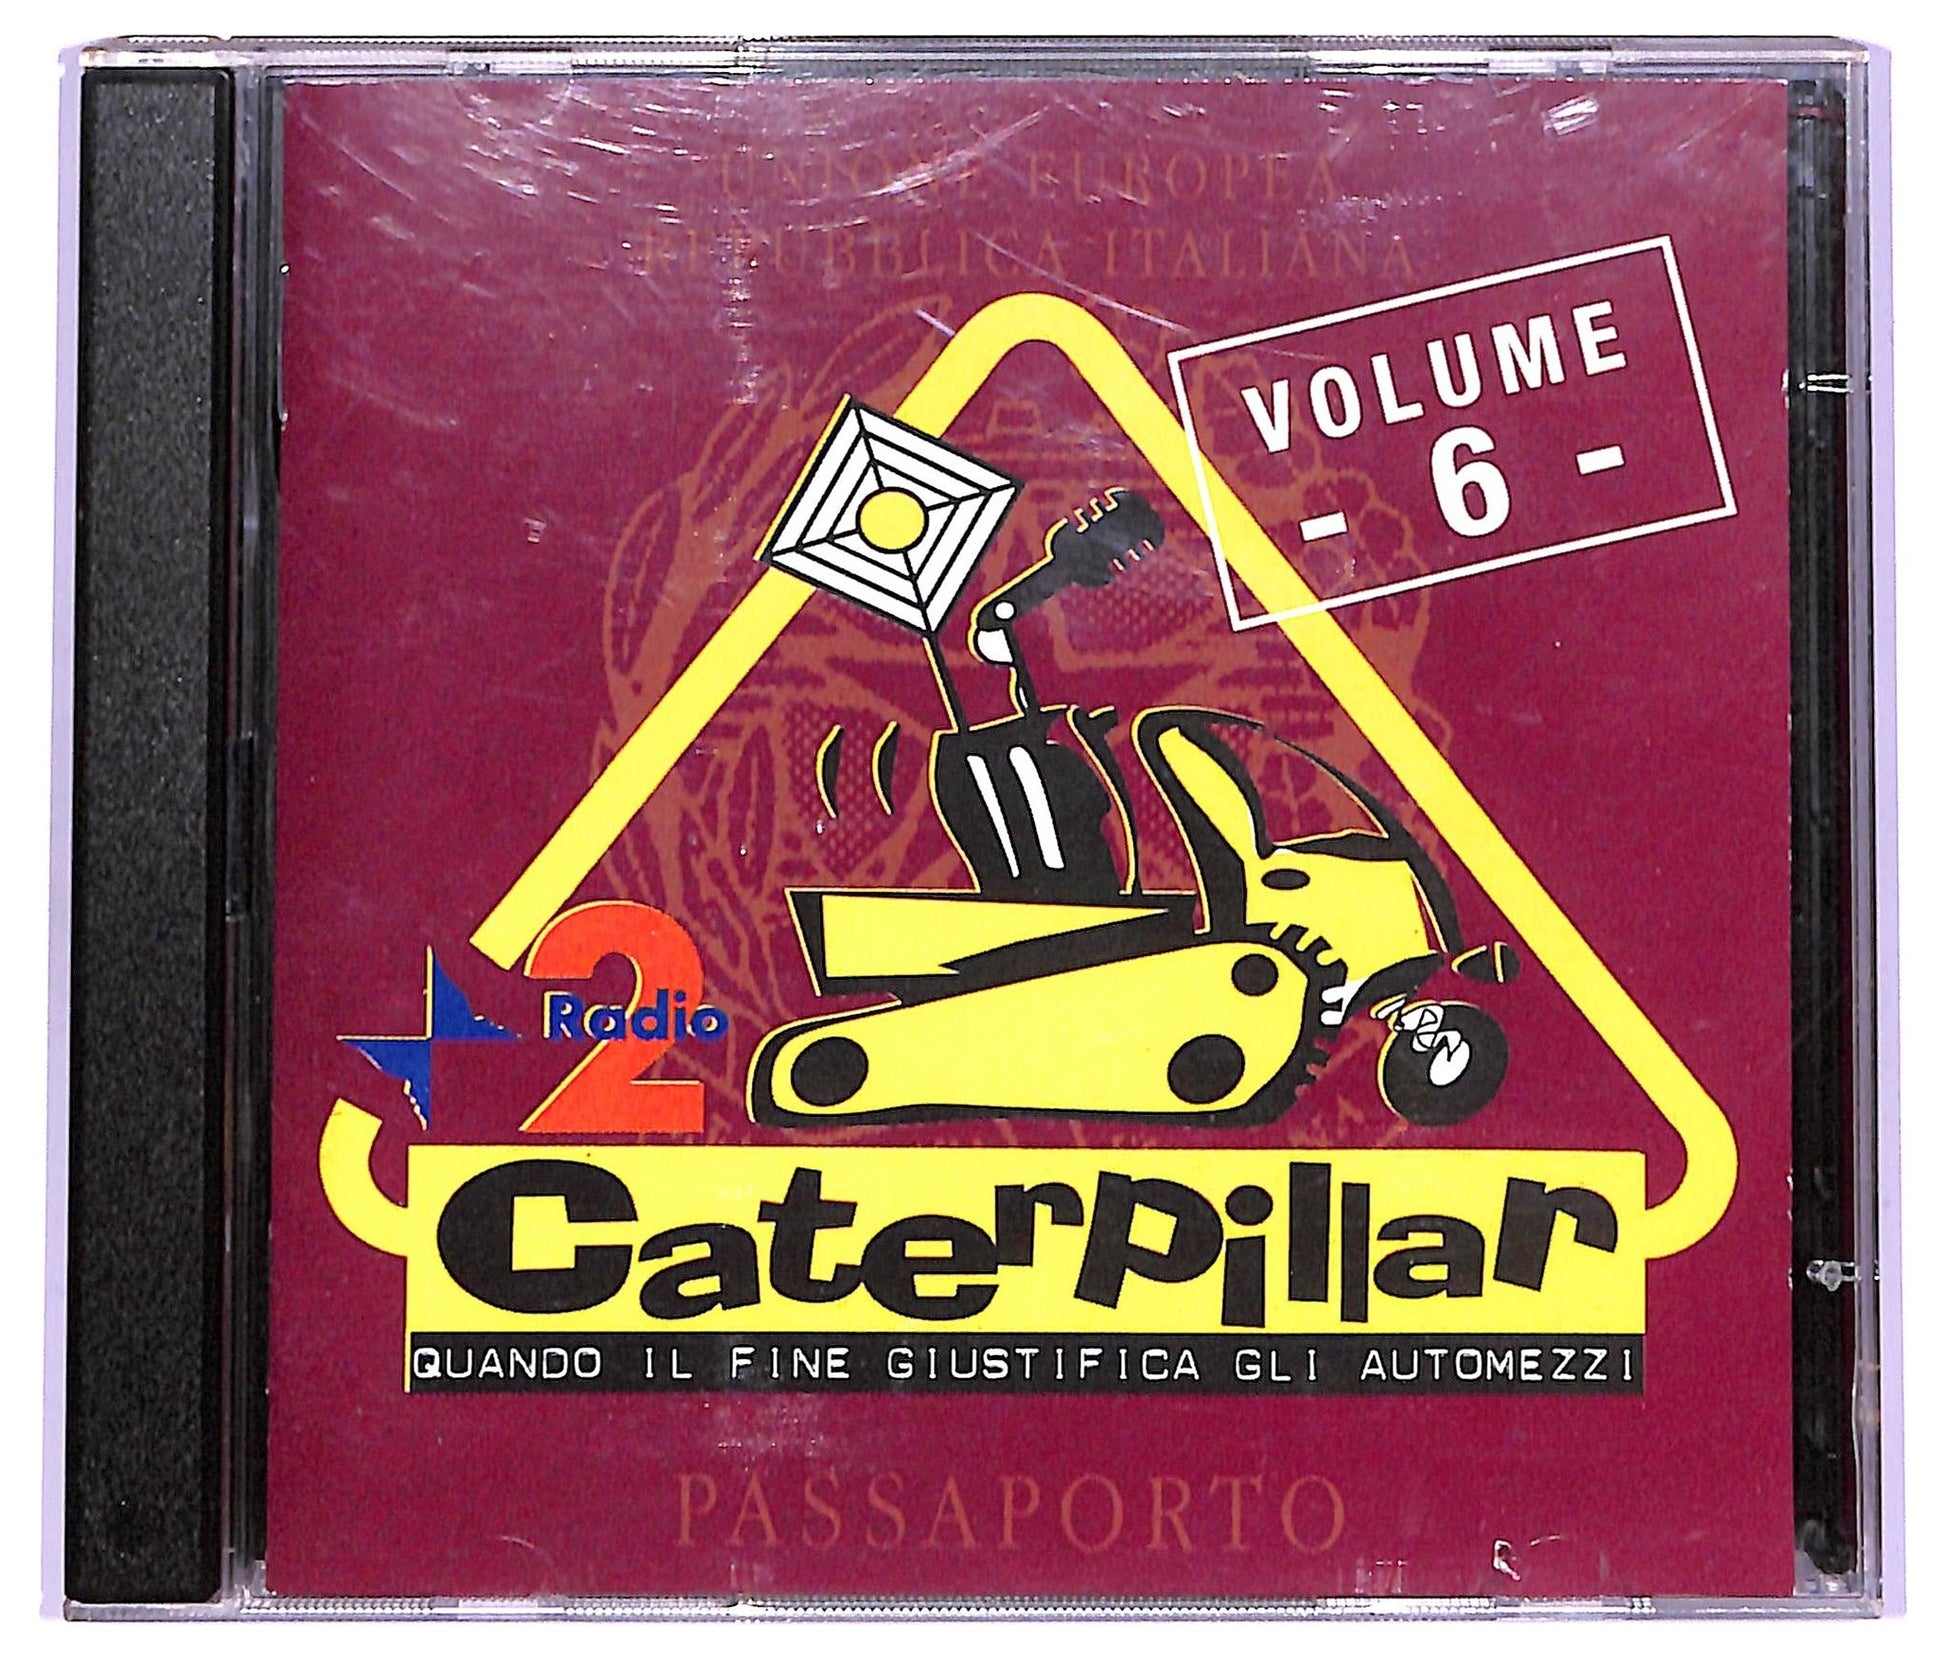 UNIONE EUROPEA
REPUBBLICA ITALIANA
VOLUME
- 6 -
Radio 2
Caterpillar
QUANDO IL FINE GIUSTIFICA GLI AUTOMEZZI
PASSAPORTO